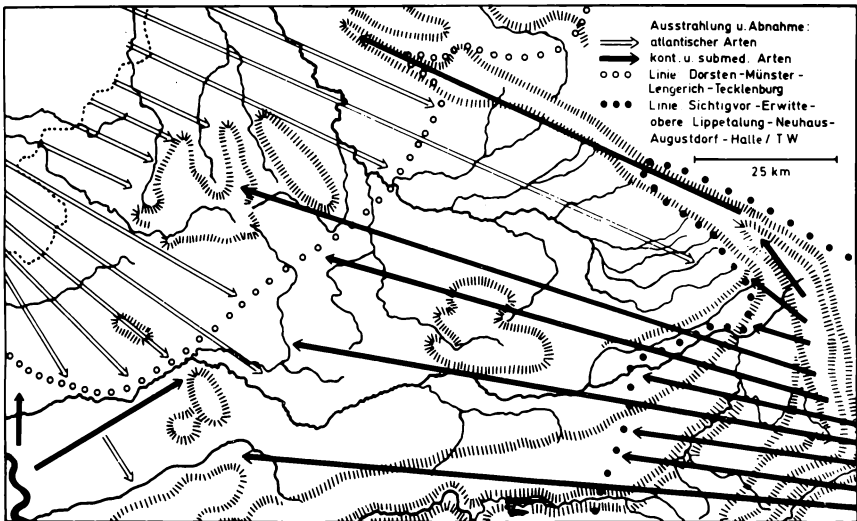 Ausstrahlung u. Abnahme:
atlantischer Arten
kont. u. submed. Arten
Linie Dorsten-Münster-
Lengerich-Tecklenburg
Linie Sichtigvor-Erwitte-
obere Lippetalung-Neuhaus-
Augustdorf-Halle/TW
25 km